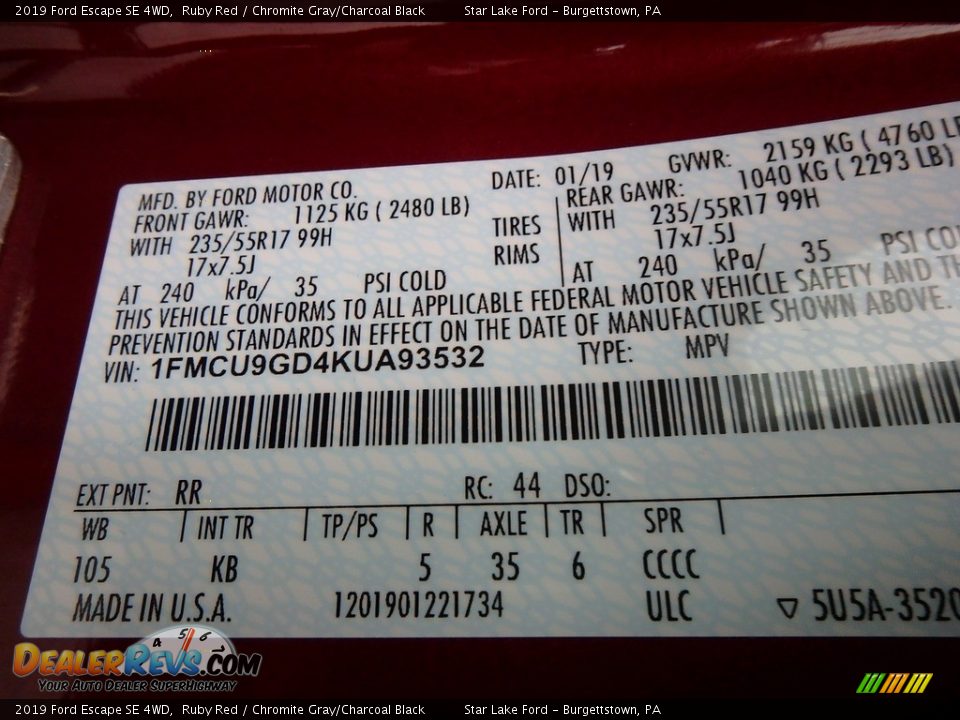 2019 Ford Escape SE 4WD, Ruby Red / Chromite Gray/Charcoal Black Star Lake Ford - Burgettstown, PA
MFD. BY FORD MOTOR CO. DATE: 01/19 GVWR: 2159 KG ( 4760 LB
FRONT GAWR: 1125 KG ( 2480 LB) REAR GAWR: 1040 KG ( 2293 LB)
WITH 235/55R17 99H TIRES WITH 235/55R17 99H
17x7.5J RIMS 17x7.5J
AT 240 kPa/ 35 PSI COLD AT 240 kPa/ 35 PSI COL
THIS VEHICLE CONFORMS TO ALL APPLICABLE FEDERAL MOTOR VEHICLE SAFETY AND TH
PREVENTION STANDARDS IN EFFECT ON THE DATE OF MANUFACTURE SHOWN ABOVE.
VIN: 1FMCU9GD4KUA93532 TYPE: MPV
EXT PNT: RR RC: 44 DSO:
WB INT TR TP/PS R AXLE TR SPR
105 KB 5 35 6 CCCC
MADE IN U.S.A. 1201901221734 ULC ▽ 5U5A-3520
4 5 6
DEALERREVS.COM
Your Auto Dealer SuperHighway
2019 Ford Escape SE 4WD, Ruby Red / Chromite Gray/Charcoal Black Star Lake Ford - Burgettstown, PA